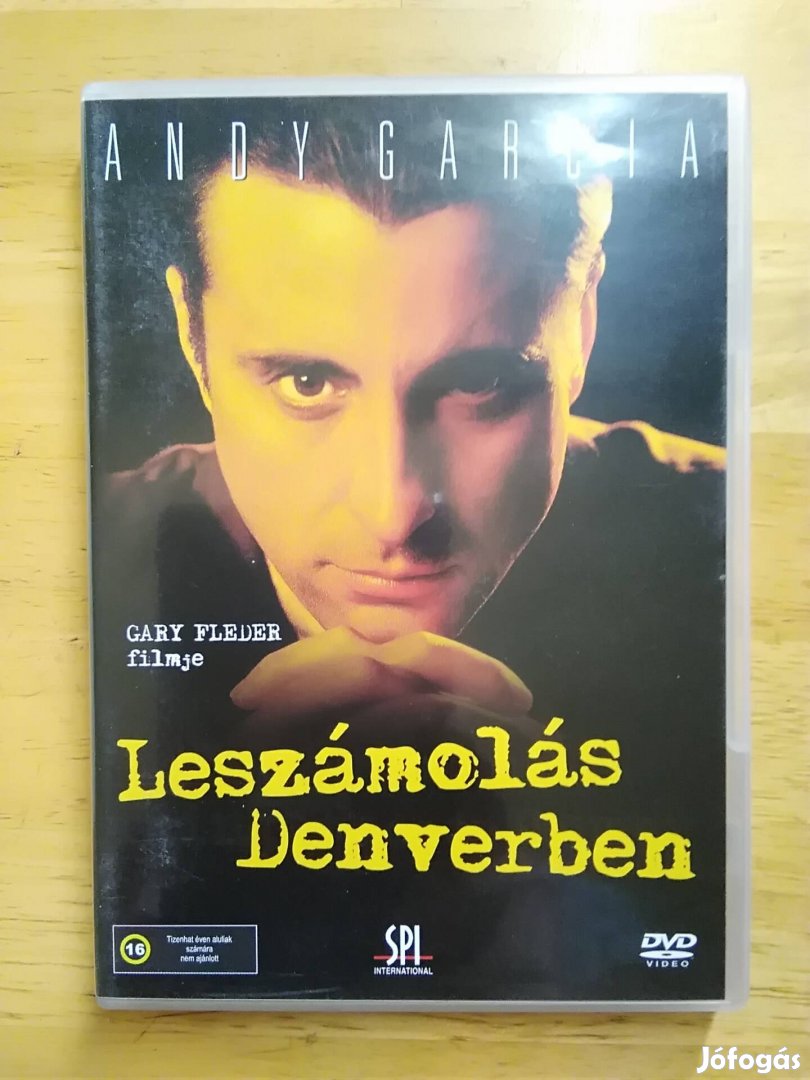 ANDY GARCIA
GARY FLEDER
filmje
Leszámolás
Denverben
16
Tizenhat éven aluliak
számára
nem ajánlott
SPI
INTERNATIONAL
DVD
VIDEO
Jófogás